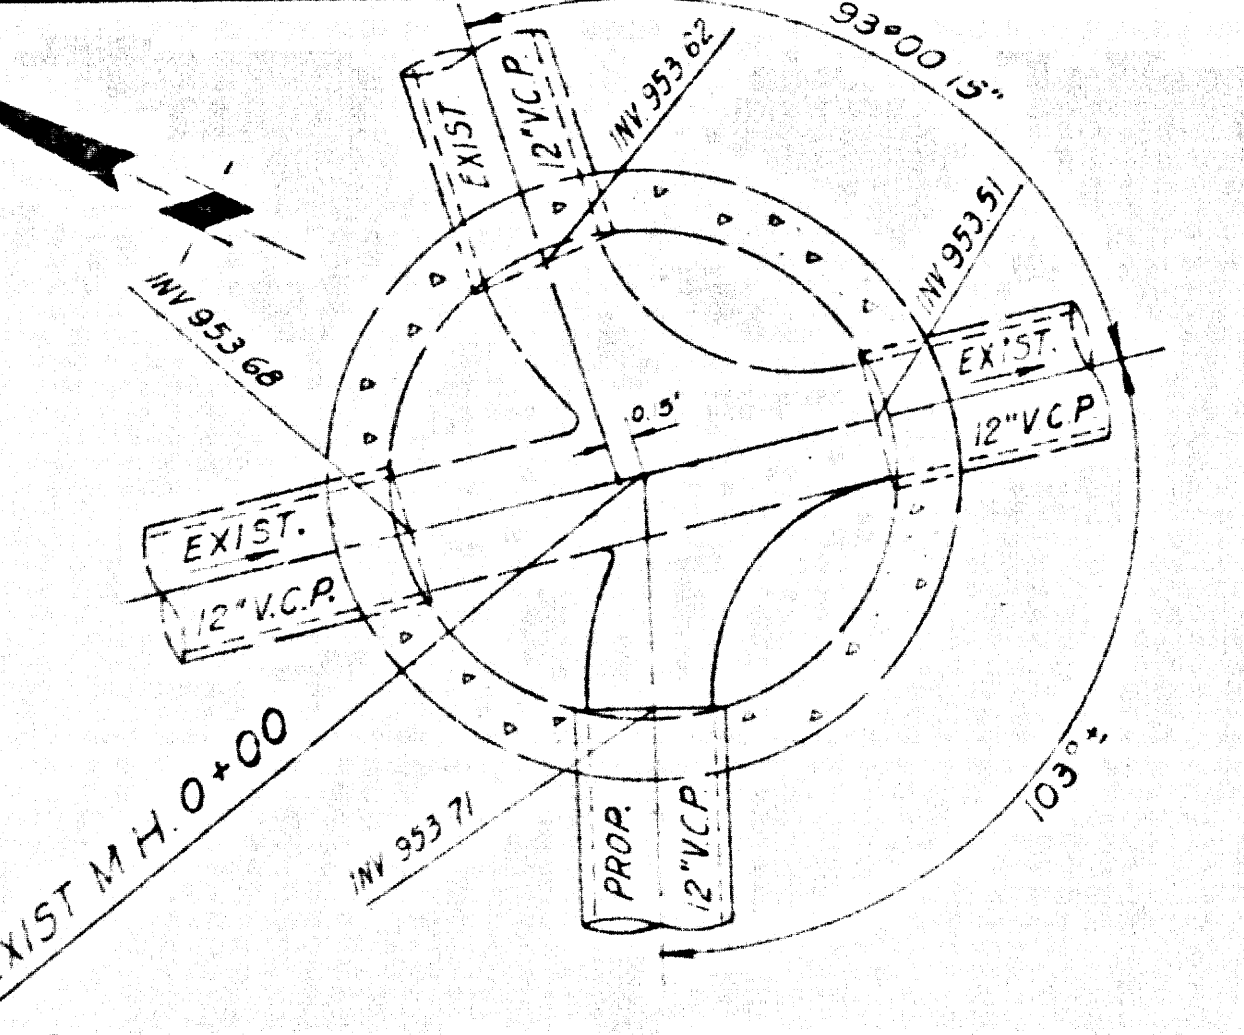 93°00'15"
INV. 953.62
EXIST
12" V.C.P.
INV 953.51
INV 953.68
EXIST.
12" V.C.P
0.15'
EXIST.
12" V.C.P.
103°±
EXIST M.H. 0+00
INV 953.71
PROP.
12" V.C.P.